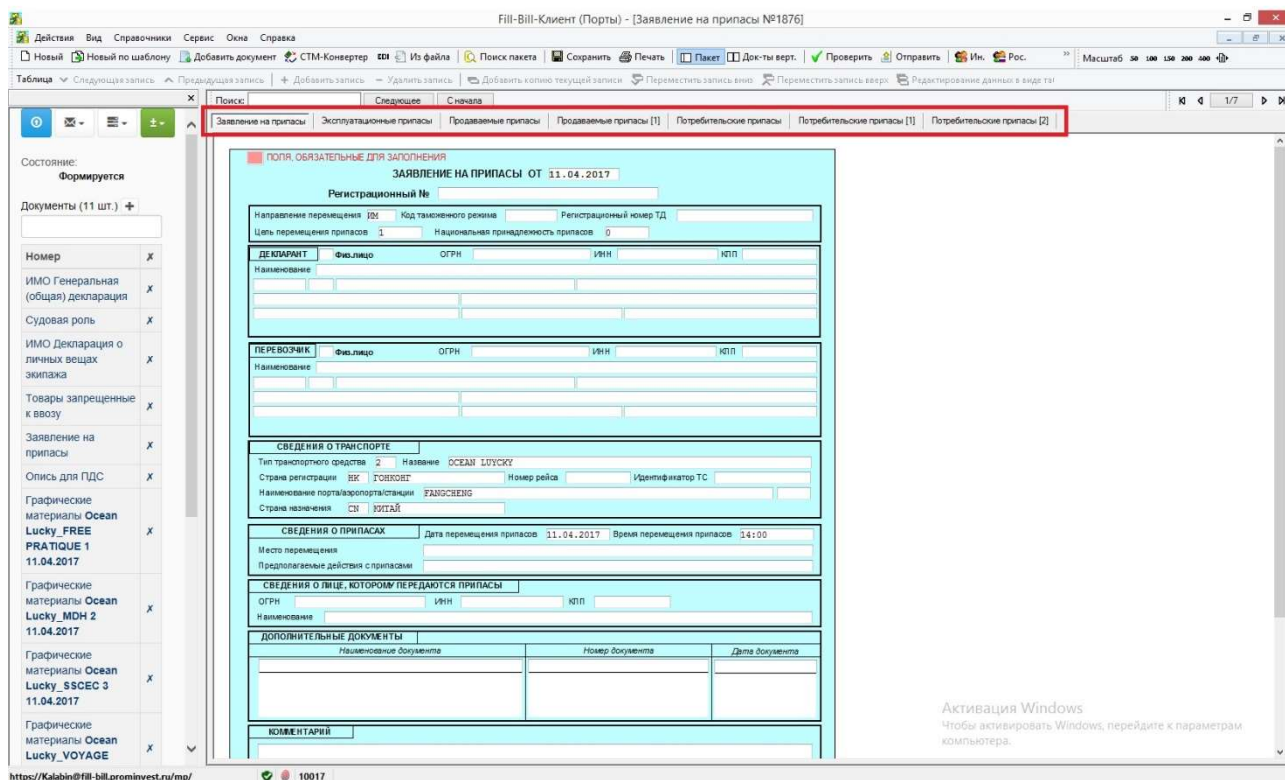 Fill-Bill-Клиент (Порты) - [Заявление на припасы №1876]
Действия Вид Справочники Сервис Окна Справка
Новый Новый по шаблону Добавить документ СТМ-Конвертер EDI Из файла Поиск пакета Сохранить Печать Пакет Док-ты верт. Проверить Отправить Ин. Рос. Масштаб 50 100 150 200 400
Таблица Следующая запись Предыдущая запись Добавить запись Удалить запись Добавить копию текущей записи Переместить запись вниз Переместить запись вверх Редактирование данных в виде таб
Поиск: Следующее С начала 1/7
Заявление на припасы Эксплуатационные припасы Продаваемые припасы Продаваемые припасы [1] Потребительские припасы Потребительские припасы [1] Потребительские припасы [2]
Состояние:
Формируется
Документы (11 шт.) +
Номер x
ИМО Генеральная
(общая) декларация x
Судовая роль x
ИМО Декларация о
личных вещах x
экипажа
Товары запрещенные
к ввозу x
Заявление на
припасы x
Опись для ПДС x
Графические
материалы Ocean
Lucky_FREE x
PRATIQUE 1
11.04.2017
Графические
материалы Ocean
Lucky_MDH 2 x
11.04.2017
Графические
материалы Ocean
Lucky_SSCEC 3 x
11.04.2017
Графические
материалы Ocean x
Lucky_VOYAGE
ПОЛЯ, ОБЯЗАТЕЛЬНЫЕ ДЛЯ ЗАПОЛНЕНИЯ
ЗАЯВЛЕНИЕ НА ПРИПАСЫ ОТ 11.04.2017
Регистрационный №
Направление перемещения ИМ Код таможенного режима Регистрационный номер ТД
Цель перемещения припасов 1 Национальная принадлежность припасов 0
ДЕКЛАРАНТ Физ.лицо ОГРН ИНН КПП
Наименование
ПЕРЕВОЗЧИК Физ.лицо ОГРН ИНН КПП
Наименование
СВЕДЕНИЯ О ТРАНСПОРТЕ
Тип транспортного средства 2 Название OCEAN LUYCKY
Страна регистрации HK ГОНКОНГ Номер рейса Идентификатор ТС
Наименование порта/аэропорта/станции FANGCHENG
Страна назначения CN КИТАЙ
СВЕДЕНИЯ О ПРИПАСАХ Дата перемещения припасов 11.04.2017 Время перемещения припасов 14:00
Место перемещения
Предполагаемые действия с припасами
СВЕДЕНИЯ О ЛИЦЕ, КОТОРОМУ ПЕРЕДАЮТСЯ ПРИПАСЫ
ОГРН ИНН КПП
Наименование
ДОПОЛНИТЕЛЬНЫЕ ДОКУМЕНТЫ
Наименование документа Номер документа Дата документа
КОММЕНТАРИЙ
Активация Windows
Чтобы активировать Windows, перейдите к параметрам
компьютера.
https://Kalabin@fill-bill.prominvest.ru/mp/ 10017